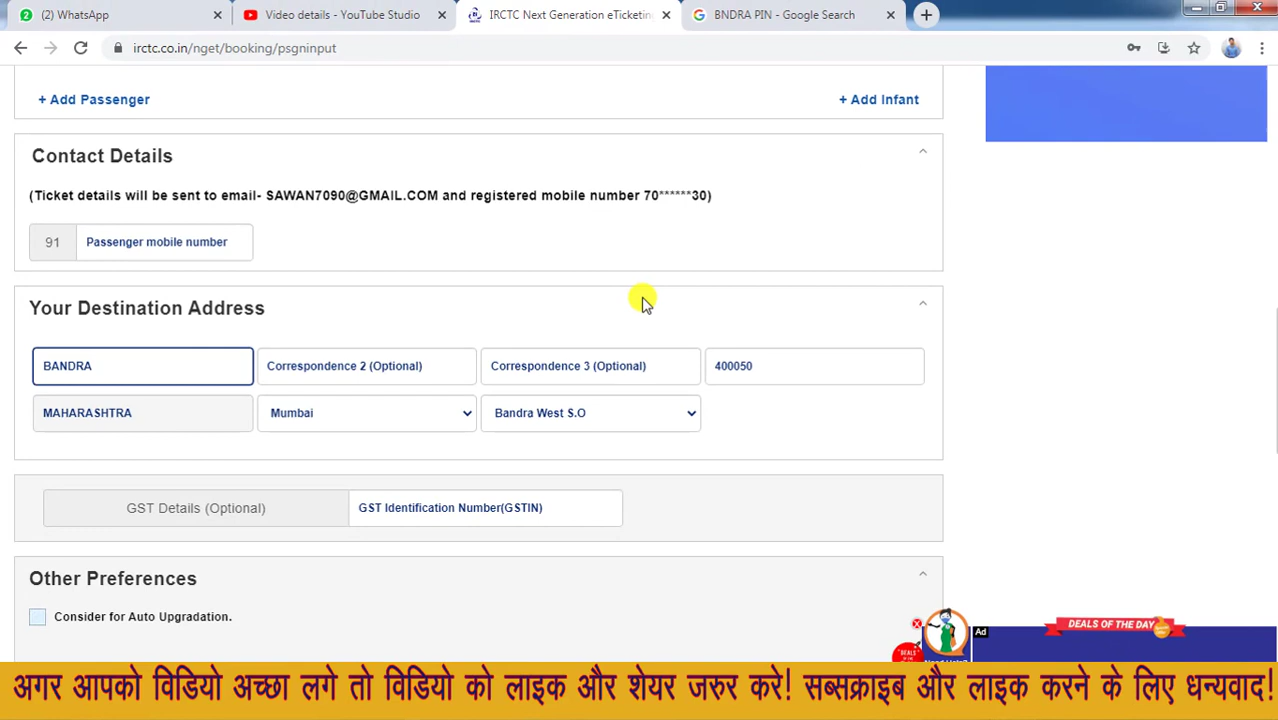 (2) WhatsApp
Video details - YouTube Studio
IRCTC Next Generation eTicketin
BNDRA PIN - Google Search
irctc.co.in/nget/booking/psgninput
+ Add Passenger
+ Add Infant
Contact Details
(Ticket details will be sent to email- SAWAN7090@GMAIL.COM and registered mobile number 70******30)
91 Passenger mobile number
Your Destination Address
BANDRA Correspondence 2 (Optional) Correspondence 3 (Optional) 400050
MAHARASHTRA Mumbai Bandra West S.O
GST Details (Optional) GST Identification Number(GSTIN)
Other Preferences
Consider for Auto Upgradation.
Ad
DEALS OF THE DAY
अगर आपको विडियो अच्छा लगे तो विडियो को लाइक और शेयर जरुर करे! सब्सक्राइब और लाइक करने के लिए धन्यवाद!